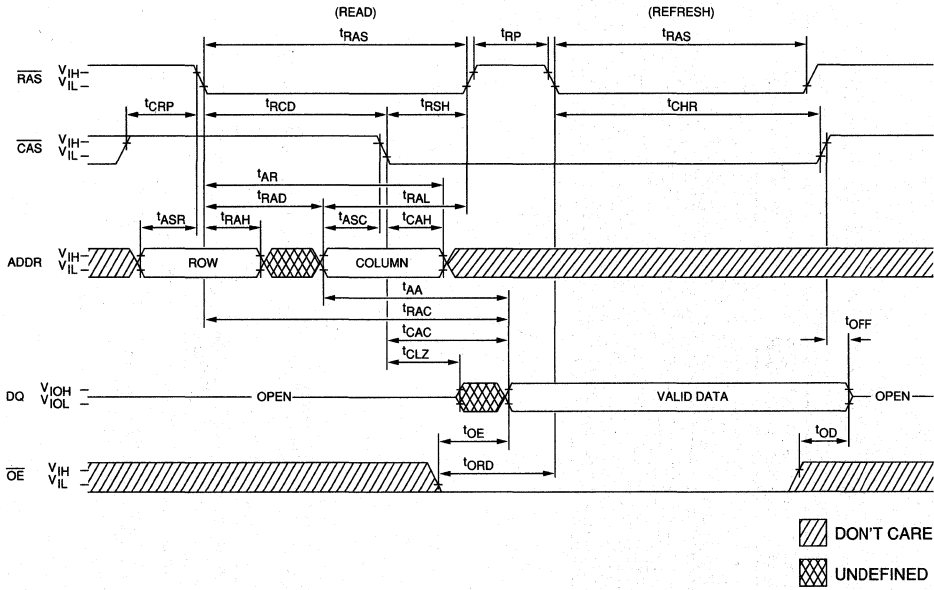 (READ) (REFRESH)
tRAS tRP tRAS
RAS VIH VIL
tCRP tRCD tRSH tCHR
CAS VIH VIL
tAR
tRAD tRAL
tASR tRAH tASC tCAH
ADDR VIH VIL ROW COLUMN
tAA
tRAC
tCAC tOFF
tCLZ
DQ VIOH VIOL OPEN VALID DATA OPEN
tOE tOD
tORD
OE VIH VIL
DON'T CARE
UNDEFINED